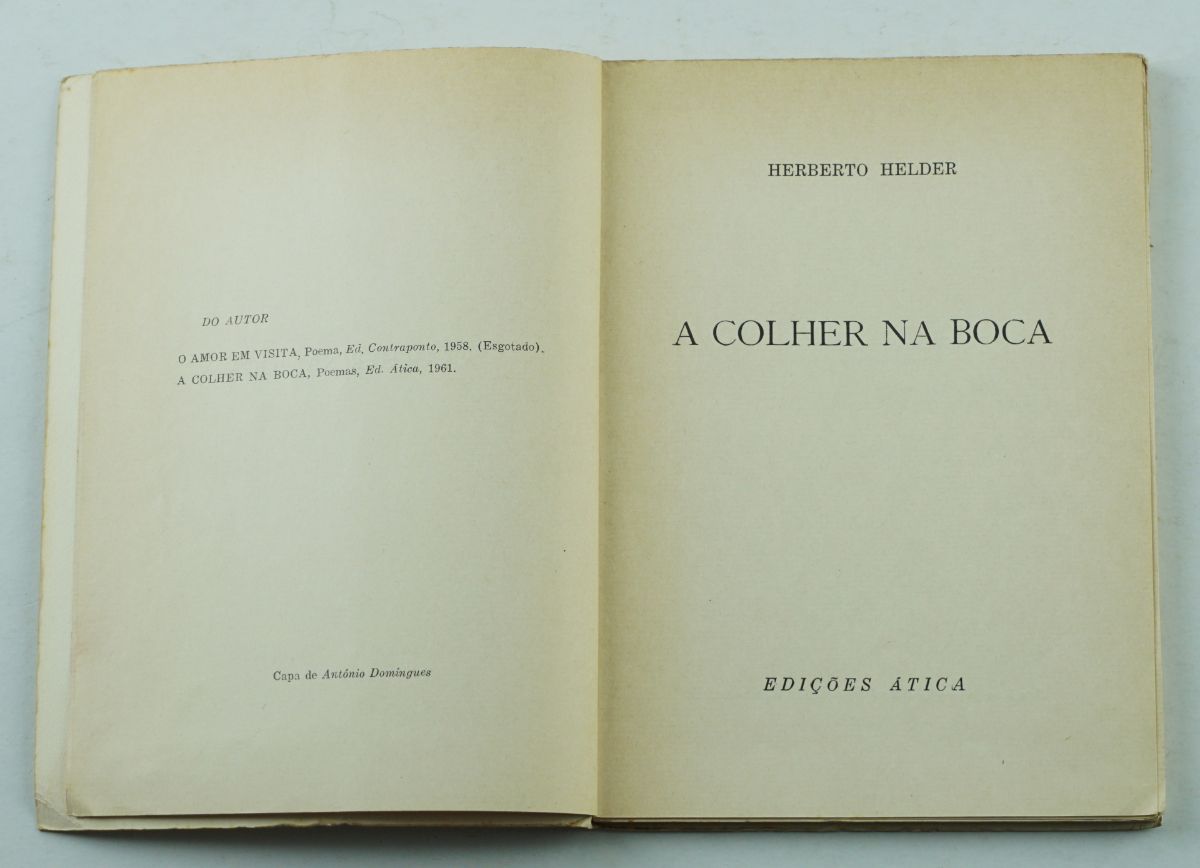 DO AUTOR
O AMOR EM VISITA, Poema, Ed. Contraponto, 1958. (Esgotado).
A COLHER NA BOCA, Poemas, Ed. Ática, 1961.
Capa de António Domingues
HERBERTO HELDER
A COLHER NA BOCA
EDIÇÕES ÁTICA